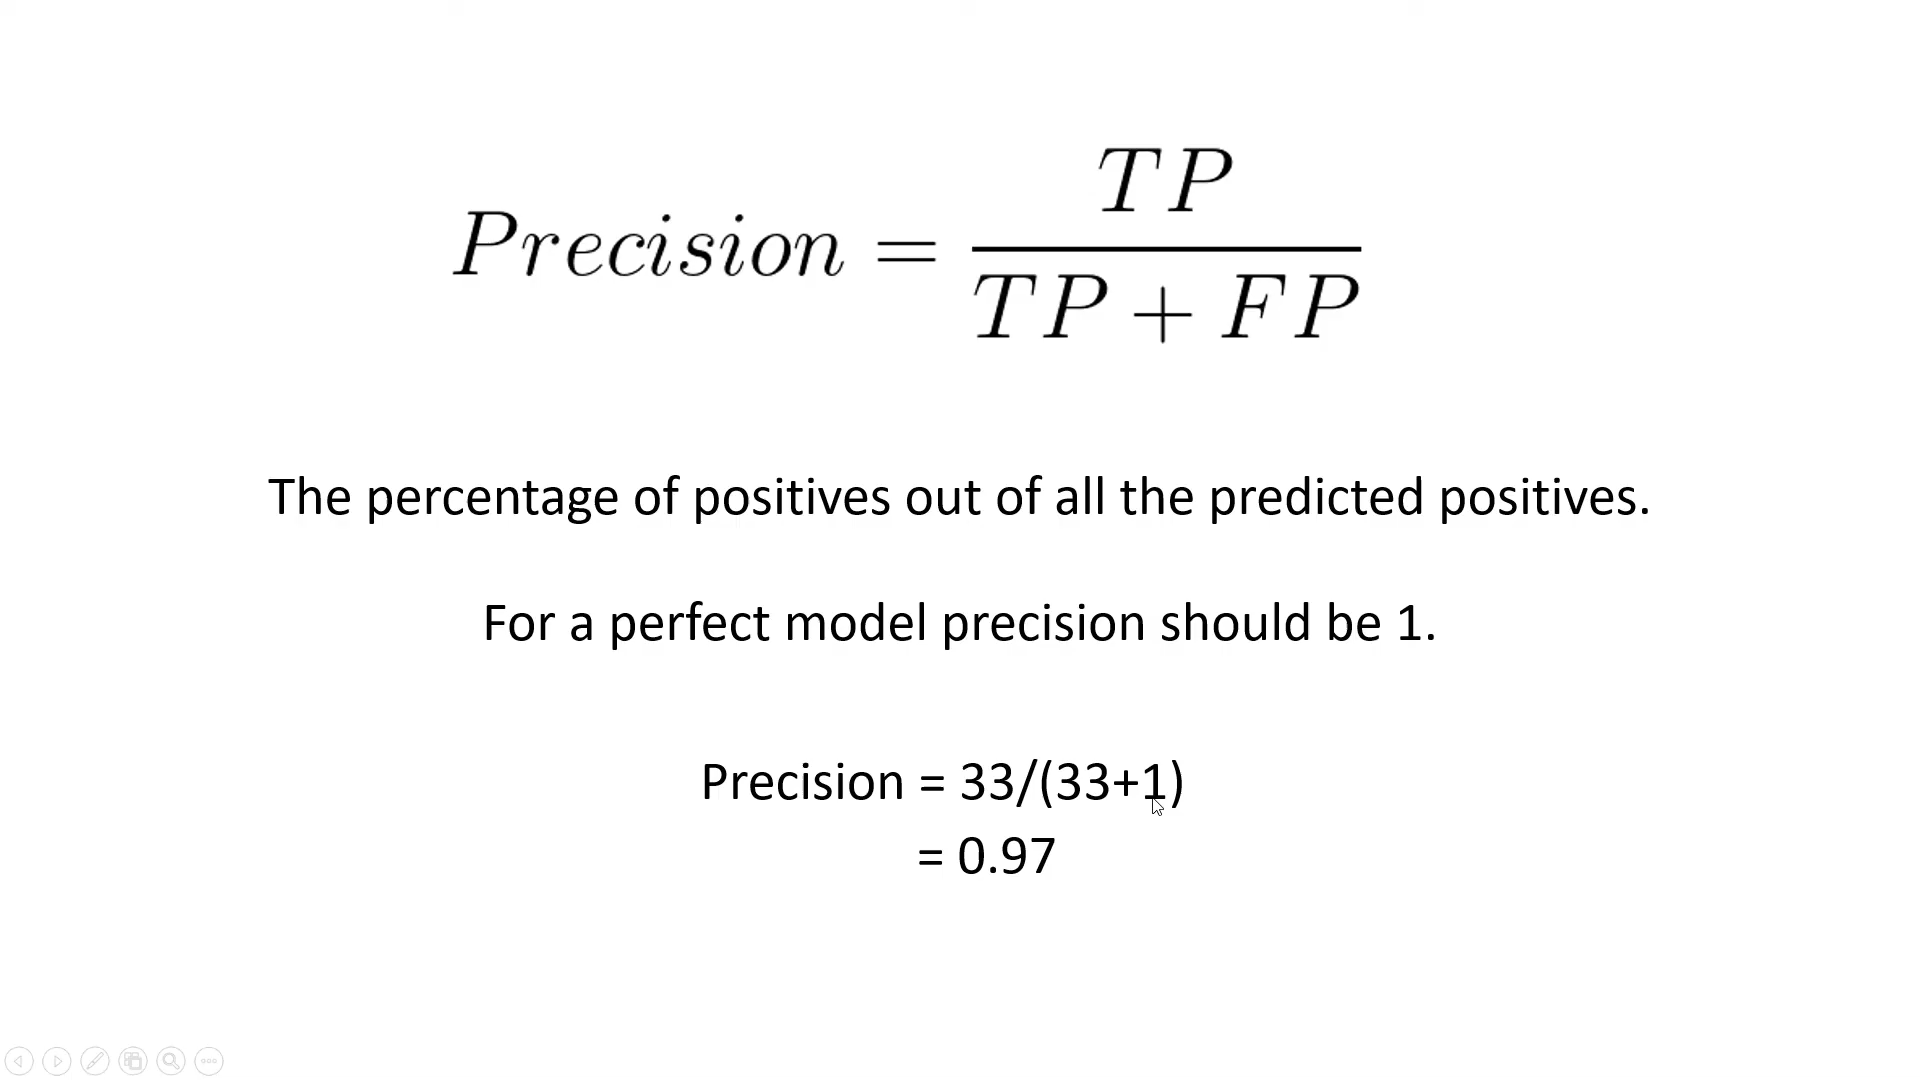 Precision = TP / (TP + FP)
The percentage of positives out of all the predicted positives.
For a perfect model precision should be 1.
Precision = 33/(33+1)
= 0.97